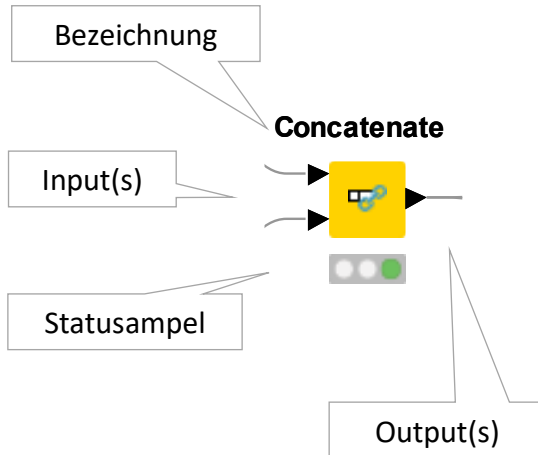 Bezeichnung
Concatenate
Input(s)
Statusampel
Output(s)